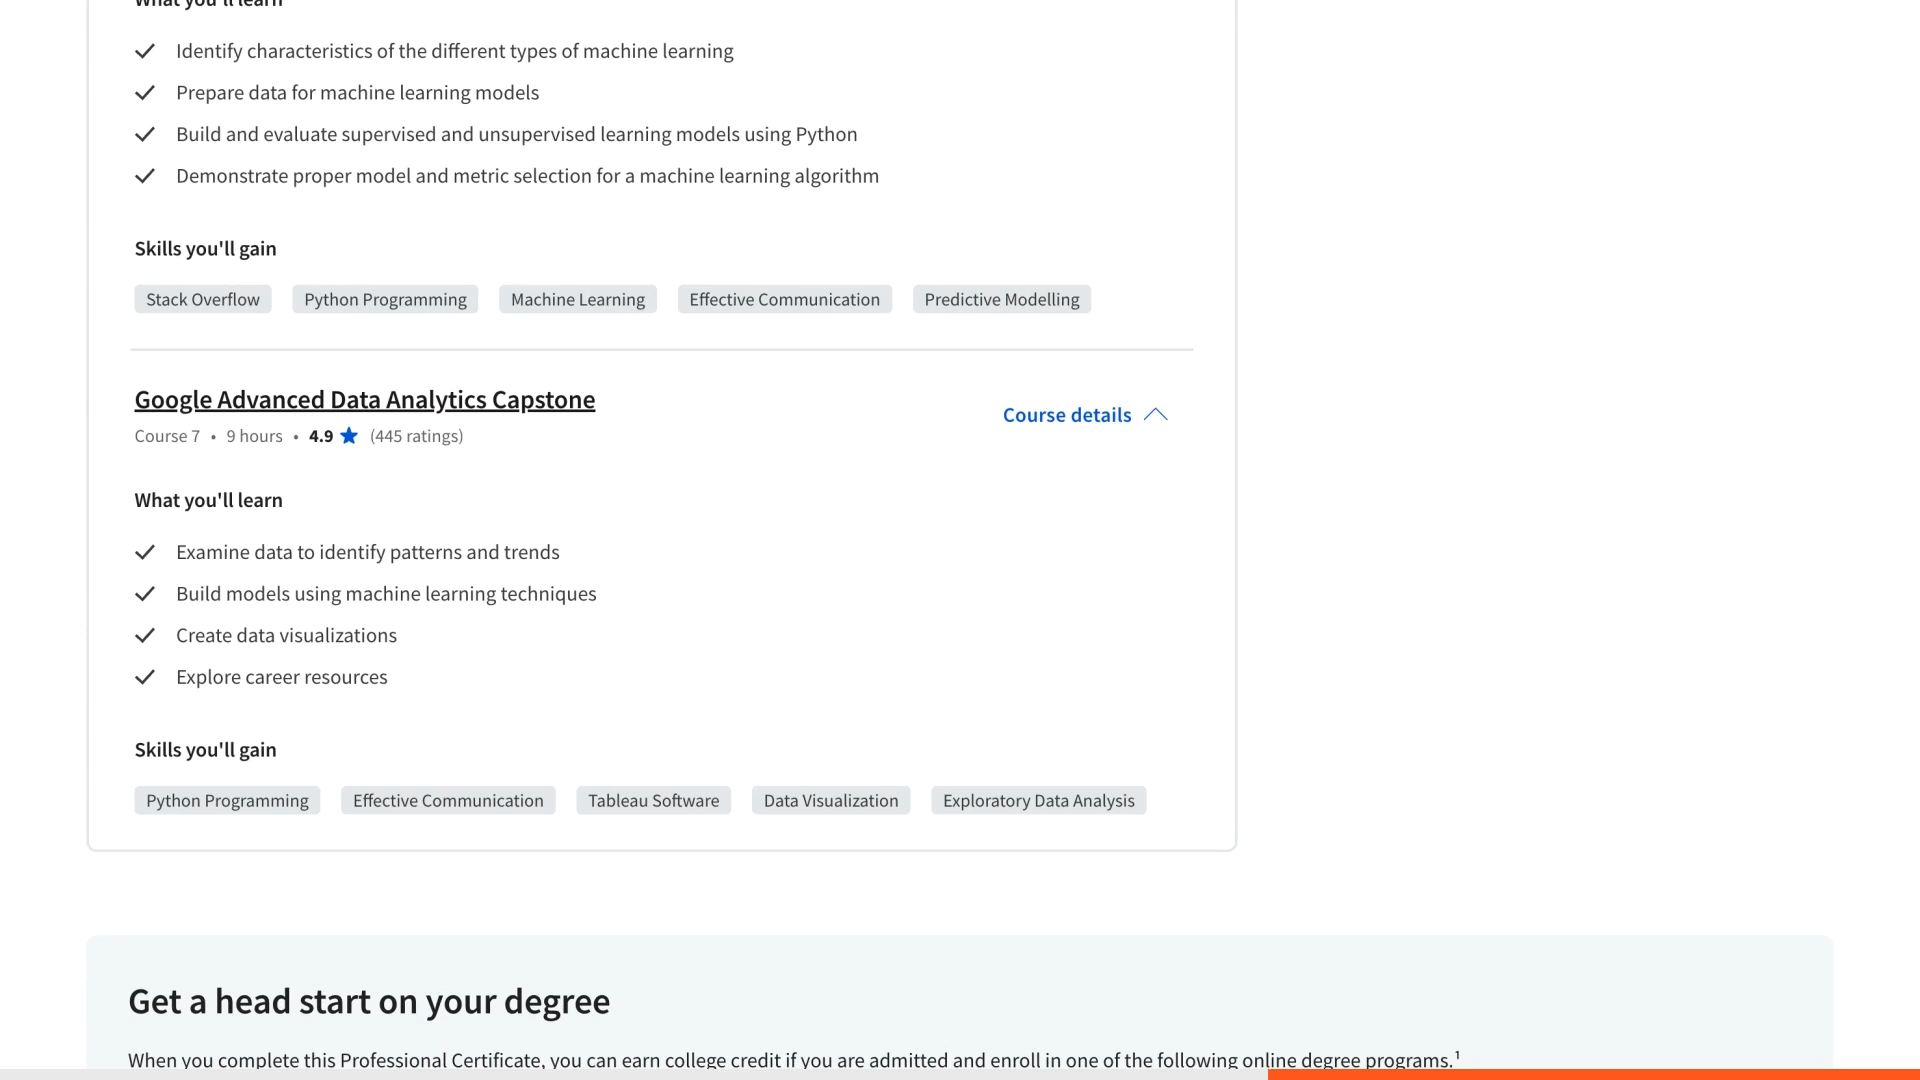 What you'll learn
Identify characteristics of the different types of machine learning
Prepare data for machine learning models
Build and evaluate supervised and unsupervised learning models using Python
Demonstrate proper model and metric selection for a machine learning algorithm
Skills you'll gain
Stack Overflow Python Programming Machine Learning Effective Communication Predictive Modelling
Google Advanced Data Analytics Capstone
Course details
Course 7 • 9 hours • 4.9 ★ (445 ratings)
What you'll learn
Examine data to identify patterns and trends
Build models using machine learning techniques
Create data visualizations
Explore career resources
Skills you'll gain
Python Programming Effective Communication Tableau Software Data Visualization Exploratory Data Analysis
Get a head start on your degree
When you complete this Professional Certificate, you can earn college credit if you are admitted and enroll in one of the following online degree programs.¹